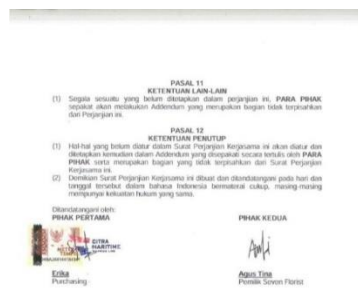 PASAL 11
KETENTUAN LAIN-LAIN
(1) Segala sesuatu yang belum ditetapkan dalam perjanjian ini, PARA PIHAK
sepakat akan melakukan Addendum yang merupakan bagian tidak terpisahkan
dari Perjanjian ini.
PASAL 12
KETENTUAN PENUTUP
(1) Hal-hal yang belum diatur dalam Surat Perjanjian Kerjasama ini akan diatur dan
ditetapkan kemudian dalam Addendum yang disepakati secara tertulis oleh PARA
PIHAK serta merupakan bagian yang tidak terpisahkan dari Surat Perjanjian
Kerjasama ini.
(2) Demikian Surat Perjanjian Kerjasama ini dibuat dan ditandatangani pada hari dan
tanggal tersebut dalam bahasa Indonesia bermaterai cukup, masing-masing
mempunyai kekuatan hukum yang sama.
Ditandatangani oleh:
PIHAK PERTAMA
PIHAK KEDUA
MARITIME
Erika
Agus Tina
Purchasing
Pemilik Seven Florist